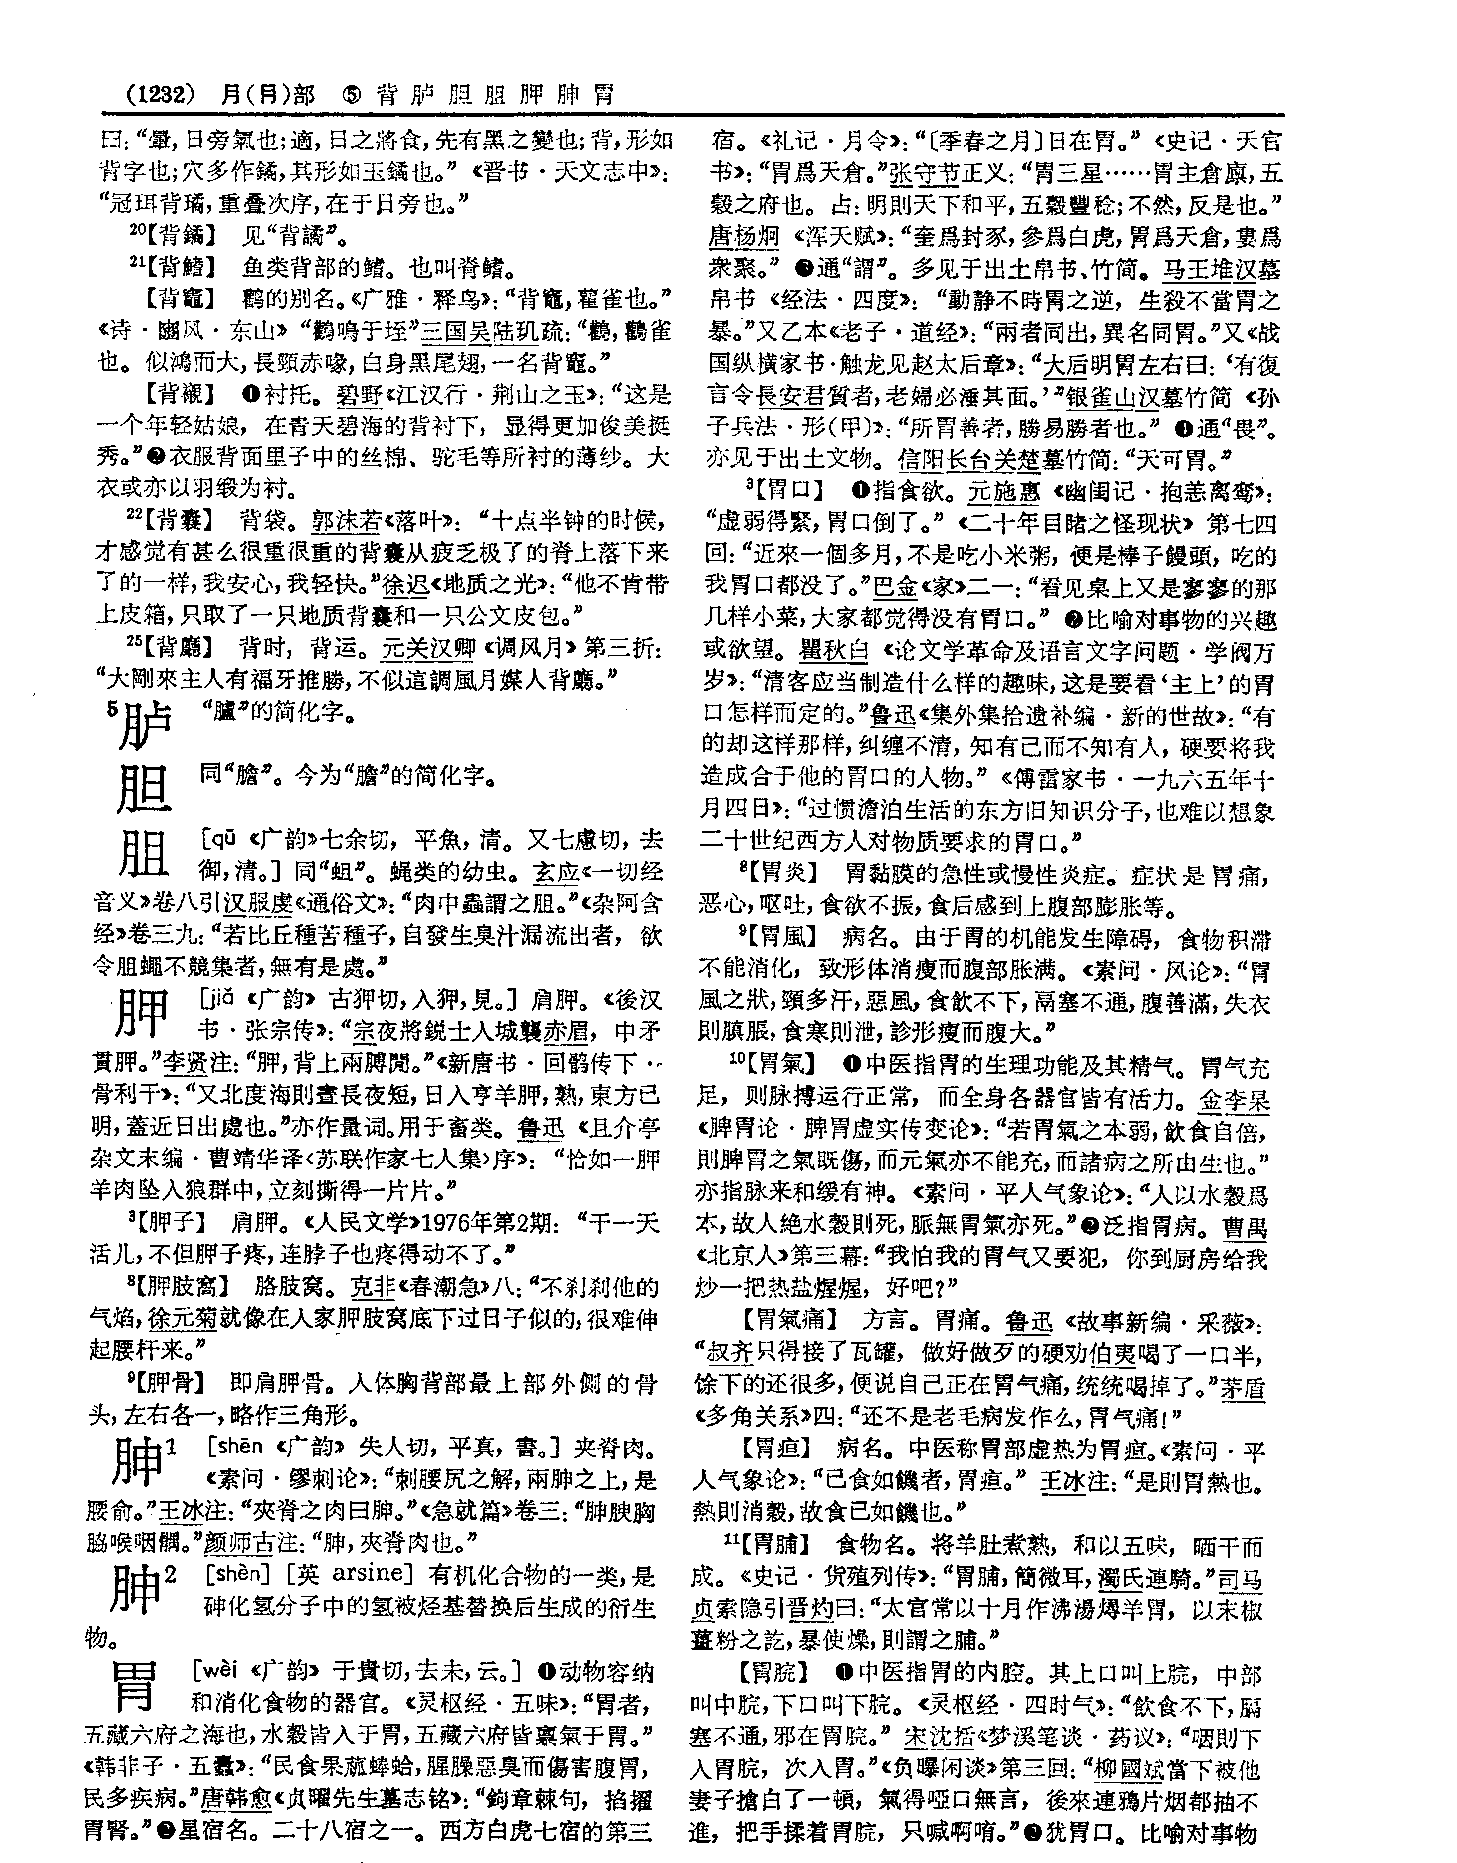 (1232) 月(⺼)部 ⑤ 背胪胆胆胛胂胃
曰:“暈,日旁氣也;適,日之將食,先有黑之變也;背,形如
背字也;穴多作鐍,其形如玉鐍也。”《晋书·天文志中》:
“冠珥背璚,重叠次序,在于日旁也。”
20【背鐍】 见“背譎”。
21【背鳍】 鱼类背部的鳍。也叫脊鳍。
【背竈】 鹳的别名。《广雅·释鸟》:“背竈,雚雀也。”
《诗·豳风·东山》“鹳鸣于垤”三国吴陆玑疏:“鸛,鸛雀
也。似鴻而大,長頸赤喙,白身黑尾翅,一名背竈。”
【背襯】 ❶衬托。碧野《江汉行·荆山之玉》:“这是
一个年轻姑娘,在青天碧海的背衬下,显得更加俊美挺
秀。”❷衣服背面里子中的丝棉、驼毛等所衬的薄纱。大
衣或亦以羽缎为衬。
22【背囊】 背袋。郭沫若《落叶》:“十点半钟的时候,
才感觉有甚么很重很重的背囊从疲乏极了的脊上落下来
了的一样,我安心,我轻快。”徐迟《地质之光》:“他不肯带
上皮箱,只取了一只地质背囊和一只公文皮包。”
25【背廳】 背时,背运。元关汉卿《调风月》第三折:
“大剛來主人有福牙推勝,不似這調風月媒人背廳。”
5胪 “臚”的简化字。
胆 同“膽”。今为“膽”的简化字。
胆 [qū《广韵》七余切,平魚,清。又七慮切,去
御,清。]同“蛆”。蝇类的幼虫。玄应《一切经
音义》卷八引汉服虔《通俗文》:“肉中蟲謂之胆。”《杂阿含
经》卷三九:“若比丘種苦種子,自發生臭汁漏流出者,欲
令胆蠅不競集者,無有是處。”
胛 [jiǎ《广韵》古狎切,入狎,見。]肩胛。《後汉
书·张宗传》:“宗夜將鋭士入城襲赤眉,中矛
貫胛。”李贤注:“胛,背上兩膊閒。”《新唐书·回鹘传下·
骨利干》:“又北度海則晝長夜短,日入亨羊胛,熟,東方已
明,蓋近日出處也。”亦作量词。用于畜类。鲁迅《且介亭
杂文末编·曹靖华译〈苏联作家七人集〉序》:“恰如一胛
羊肉坠入狼群中,立刻撕得一片片。”
3【胛子】 肩胛。《人民文学》1976年第2期:“干一天
活儿,不但胛子疼,连脖子也疼得动不了。”
8【胛肢窩】 胳肢窝。克非《春潮急》八:“不刹刹他的
气焰,徐元菊就像在人家胛肢窝底下过日子似的,很难伸
起腰杆来。”
9【胛骨】 即肩胛骨。人体胸背部最上部外侧的骨
头,左右各一,略作三角形。
胂1 [shēn《广韵》失人切,平真,書。]夹脊肉。
《素问·缪刺论》:“刺腰尻之解,兩胂之上,是
腰俞。”王冰注:“夾脊之肉曰胂。”《急就篇》卷三:“胂腴胸
脇喉咽髃。”颜师古注:“胂,夾脊肉也。”
胂2 [shèn][英 arsine]有机化合物的一类,是
砷化氢分子中的氢被烃基替换后生成的衍生
物。
胃 [wèi《广韵》于貴切,去未,云。]❶动物容纳
和消化食物的器官。《灵枢经·五味》:“胃者,
五藏六府之海也,水穀皆入于胃,五藏六府皆稟氣于胃。”
《韩非子·五蠹》:“民食果蓏蜯蛤,腥臊惡臭而傷害腹胃,
民多疾病。”唐韩愈《贞曜先生墓志铭》:“鉤章棘句,掐擢
胃腎。”❷星宿名。二十八宿之一。西方白虎七宿的第三
宿。《礼记·月令》:“〔季春之月〕日在胃。”《史记·天官
书》:“胃爲天倉。”张守节正义:“胃三星……胃主倉廪,五
穀之府也。占:明則天下和平,五穀豐稔;不然,反是也。”
唐杨炯《浑天赋》:“奎爲封豕,參爲白虎,胃爲天倉,婁爲
衆聚。”❸通“謂”。多见于出土帛书、竹简。马王堆汉墓
帛书《经法·四度》:“動静不時胃之逆,生殺不當胃之
暴。”又乙本《老子·道经》:“兩者同出,異名同胃。”又《战
国纵横家书·触龙见赵太后章》:“大后明胃左右曰:‘有復
言令長安君質者,老婦必唾其面。’”银雀山汉墓竹简《孙
子兵法·形(甲)》:“所胃善者,勝易勝者也。”❹通“畏”。
亦见于出土文物。信阳长台关楚墓竹简:“天可胃。”
3【胃口】 ❶指食欲。元施惠《幽闺记·抱恙离鸾》:
“虚弱得緊,胃口倒了。”《二十年目睹之怪现状》第七四
回:“近來一個多月,不是吃小米粥,便是棒子饅頭,吃的
我胃口都没了。”巴金《家》二一:“看见桌上又是寥寥的那
几样小菜,大家都觉得没有胃口。”❷比喻对事物的兴趣
或欲望。瞿秋白《论文学革命及语言文字问题·学阀万
岁》:“清客应当制造什么样的趣味,这是要看‘主上’的胃
口怎样而定的。”鲁迅《集外集拾遗补编·新的世故》:“有
的却这样那样,纠缠不清,知有己而不知有人,硬要将我
造成合于他的胃口的人物。”《傅雷家书·一九六五年十
月四日》:“过惯澹泊生活的东方旧知识分子,也难以想象
二十世纪西方人对物质要求的胃口。”
8【胃炎】 胃黏膜的急性或慢性炎症。症状是胃痛,
恶心,呕吐,食欲不振,食后感到上腹部膨胀等。
9【胃風】 病名。由于胃的机能发生障碍,食物积滞
不能消化,致形体消瘦而腹部胀满。《素问·风论》:“胃
風之狀,頸多汗,惡風,食飲不下,鬲塞不通,腹善滿,失衣
則䐜脹,食寒則泄,診形瘦而腹大。”
10【胃氣】 ❶中医指胃的生理功能及其精气。胃气充
足,则脉搏运行正常,而全身各器官皆有活力。金李杲
《脾胃论·脾胃虚实传变论》:“若胃氣之本弱,飲食自倍,
則脾胃之氣既傷,而元氣亦不能充,而諸病之所由生也。”
亦指脉来和缓有神。《素问·平人气象论》:“人以水穀爲
本,故人絶水穀則死,脈無胃氣亦死。”❷泛指胃病。曹禺
《北京人》第三幕:“我怕我的胃气又要犯,你到厨房给我
炒一把热盐煋煋,好吧?”
【胃氣痛】 方言。胃痛。鲁迅《故事新编·采薇》:
“叔齐只得接了瓦罐,做好做歹的硬劝伯夷喝了一口半,
馀下的还很多,便说自己正在胃气痛,统统喝掉了。”茅盾
《多角关系》四:“还不是老毛病发作么,胃气痛!”
【胃疸】 病名。中医称胃部虚热为胃疸。《素问·平
人气象论》:“已食如饑者,胃疸。”王冰注:“是則胃熱也。
熱則消穀,故食已如饑也。”
11【胃脯】 食物名。将羊肚煮熟,和以五味,晒干而
成。《史记·货殖列传》:“胃脯,簡微耳,濁氏連騎。”司马
贞索隐引晋灼曰:“太官常以十月作沸湯燖羊胃,以末椒
薑粉之訖,暴使燥,則謂之脯。”
【胃脘】 ❶中医指胃的内腔。其上口叫上脘,中部
叫中脘,下口叫下脘。《灵枢经·四时气》:“飲食不下,膈
塞不通,邪在胃脘。”宋沈括《梦溪笔谈·药议》:“咽則下
入胃脘,次入胃。”《负曝闲谈》第三回:“柳國斌當下被他
妻子搶白了一頓,氣得啞口無言,後來連鴉片烟都抽不
進,把手揉着胃脘,只喊啊唷。”❷犹胃口。比喻对事物